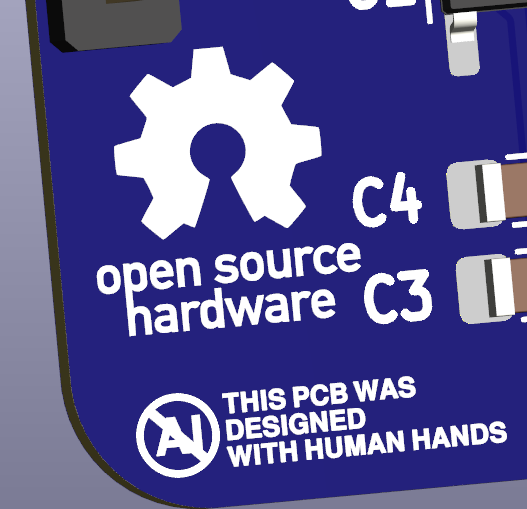 C4
open source
hardware
C3
AI
THIS PCB WAS
DESIGNED
WITH HUMAN HANDS